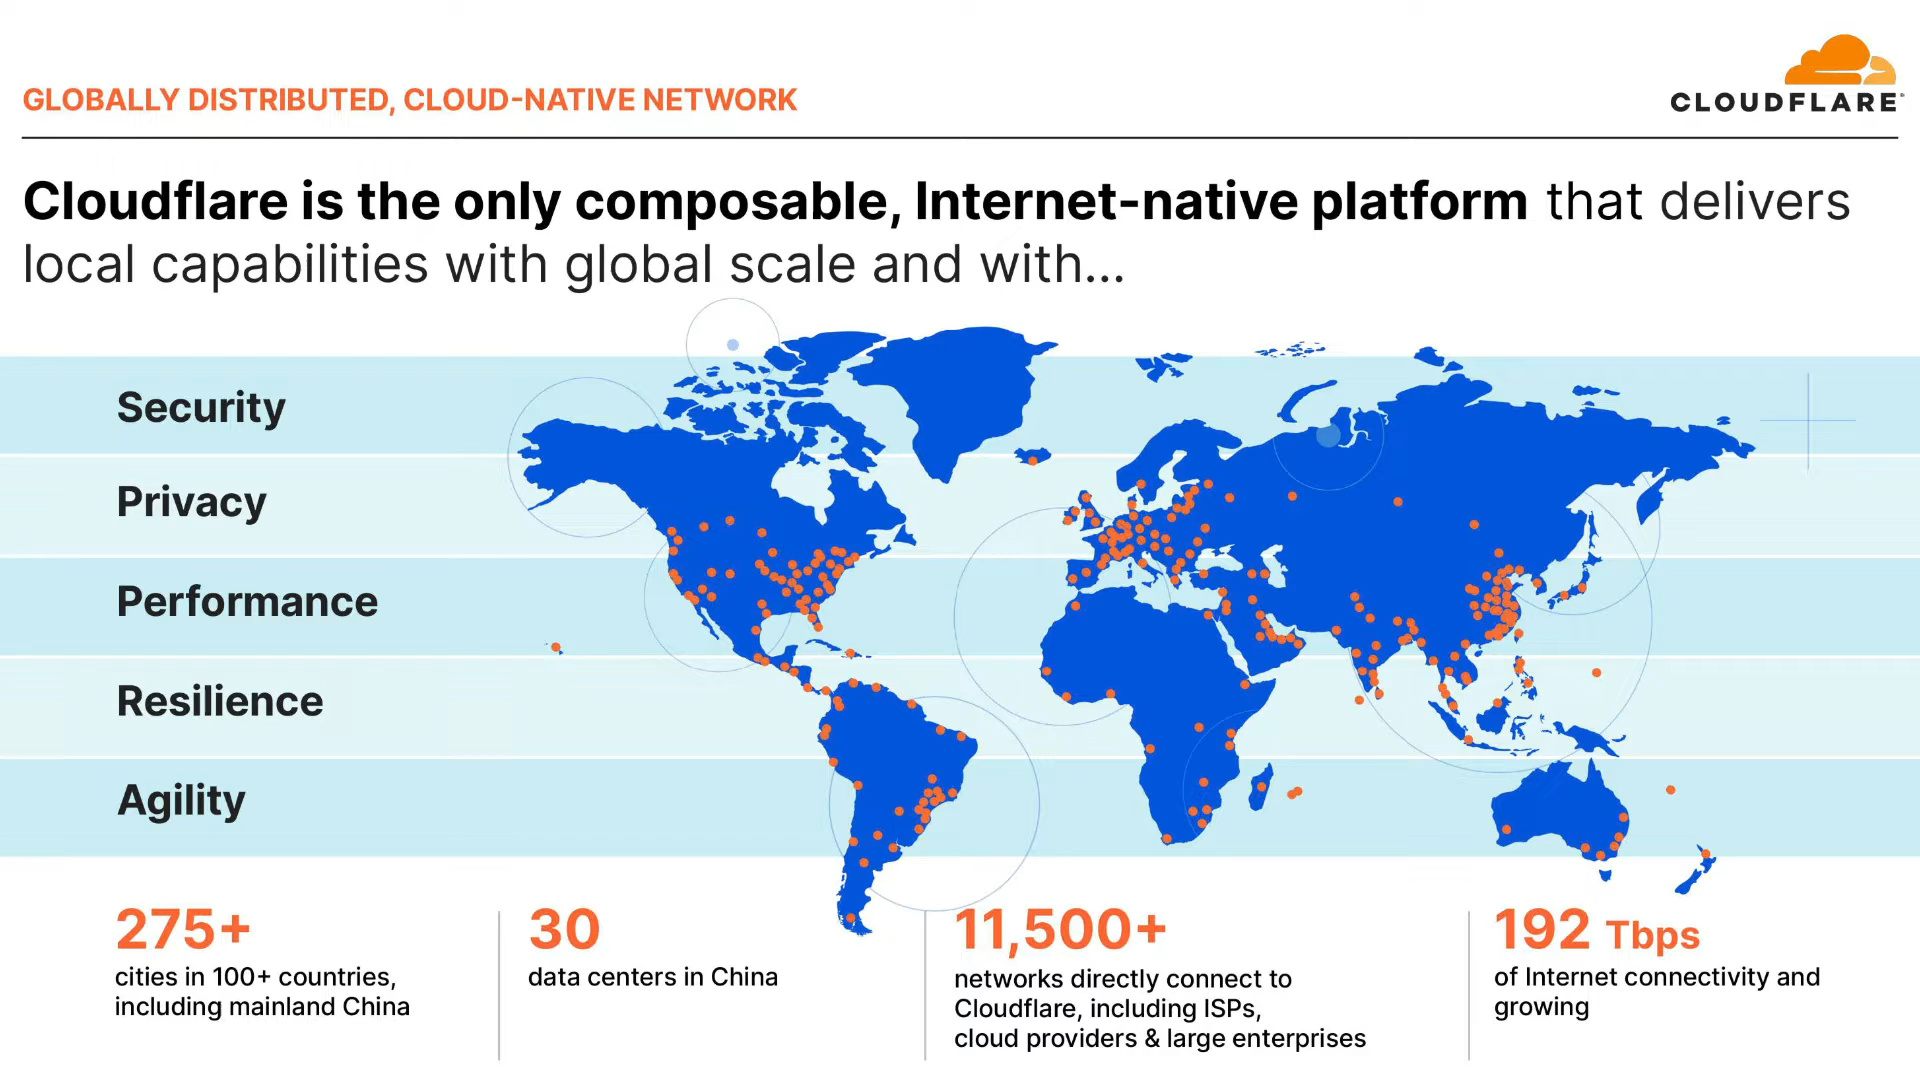 GLOBALLY DISTRIBUTED, CLOUD-NATIVE NETWORK
CLOUDFLARE
Cloudflare is the only composable, Internet-native platform that delivers
local capabilities with global scale and with...
Security
Privacy
Performance
Resilience
Agility
275+
cities in 100+ countries,
including mainland China
30
data centers in China
11,500+
networks directly connect to
Cloudflare, including ISPs,
cloud providers & large enterprises
192 Tbps
of Internet connectivity and
growing